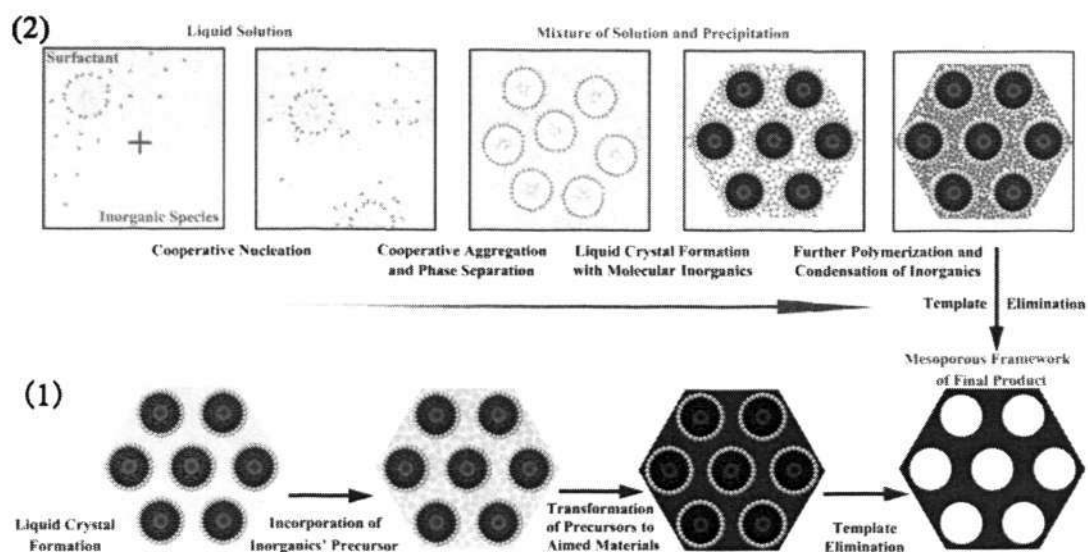 (2)
Liquid Solution
Mixture of Solution and Precipitation
Surfactant
Inorganic Species
Cooperative Nucleation
Cooperative Aggregation
and Phase Separation
Liquid Crystal Formation
with Molecular Inorganics
Further Polymerization and
Condensation of Inorganics
Template Elimination
Mesoporous Framework
of Final Product
(1)
Liquid Crystal
Formation
Incorporation of
Inorganics' Precursor
Transformation
of Precursors to
Aimed Materials
Template
Elimination